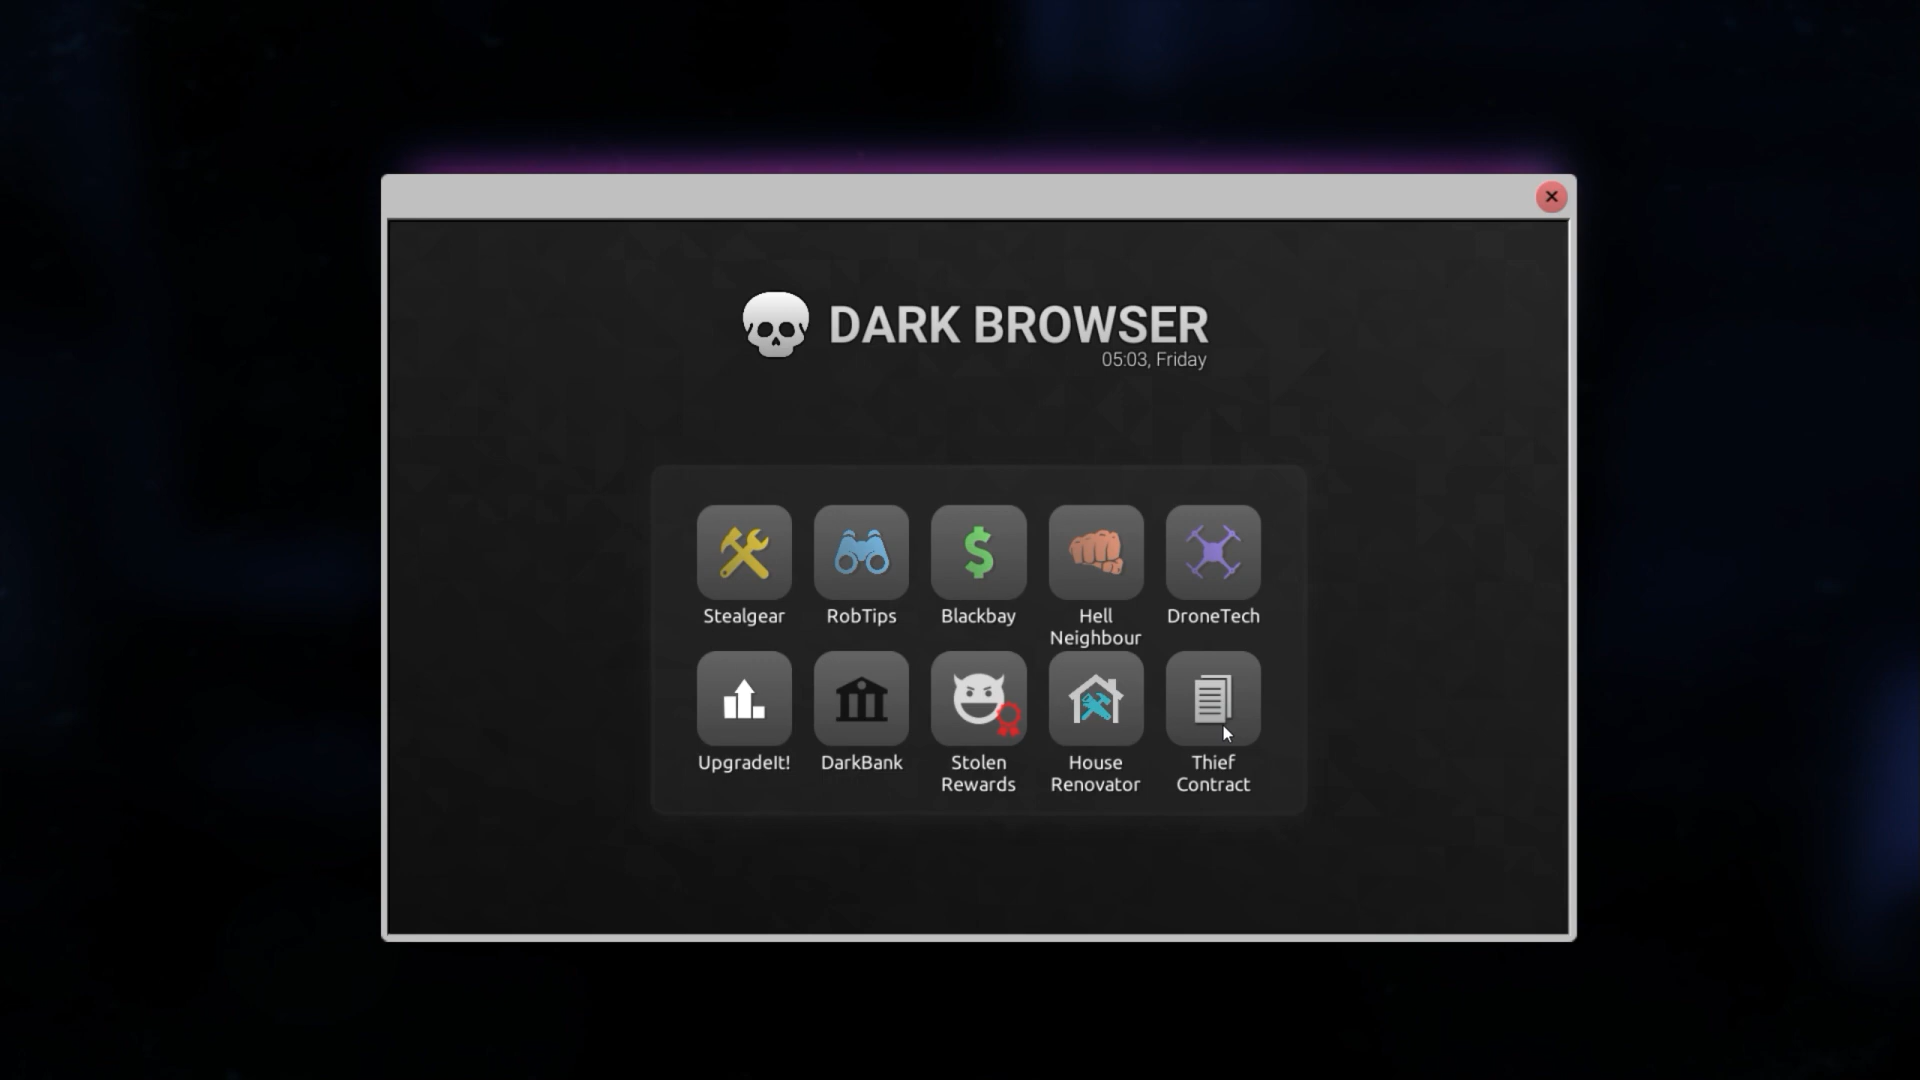 DARK BROWSER
05:03, Friday
Stealgear
RobTips
Blackbay
Hell
Neighbour
DroneTech
UpgradeIt!
DarkBank
Stolen
Rewards
House
Renovator
Thief
Contract